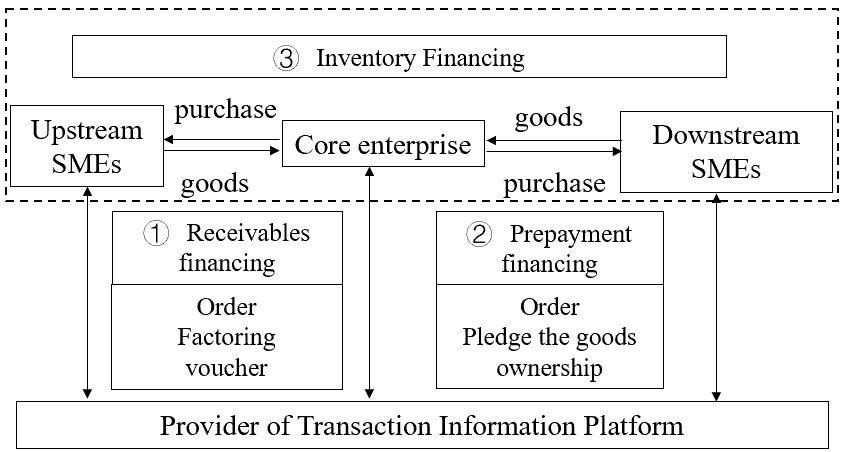 ③ Inventory Financing
purchase
goods
Upstream
SMEs
Core enterprise
Downstream
SMEs
goods
purchase
① Receivables
financing
Order
Factoring
voucher
② Prepayment
financing
Order
Pledge the goods
ownership
Provider of Transaction Information Platform